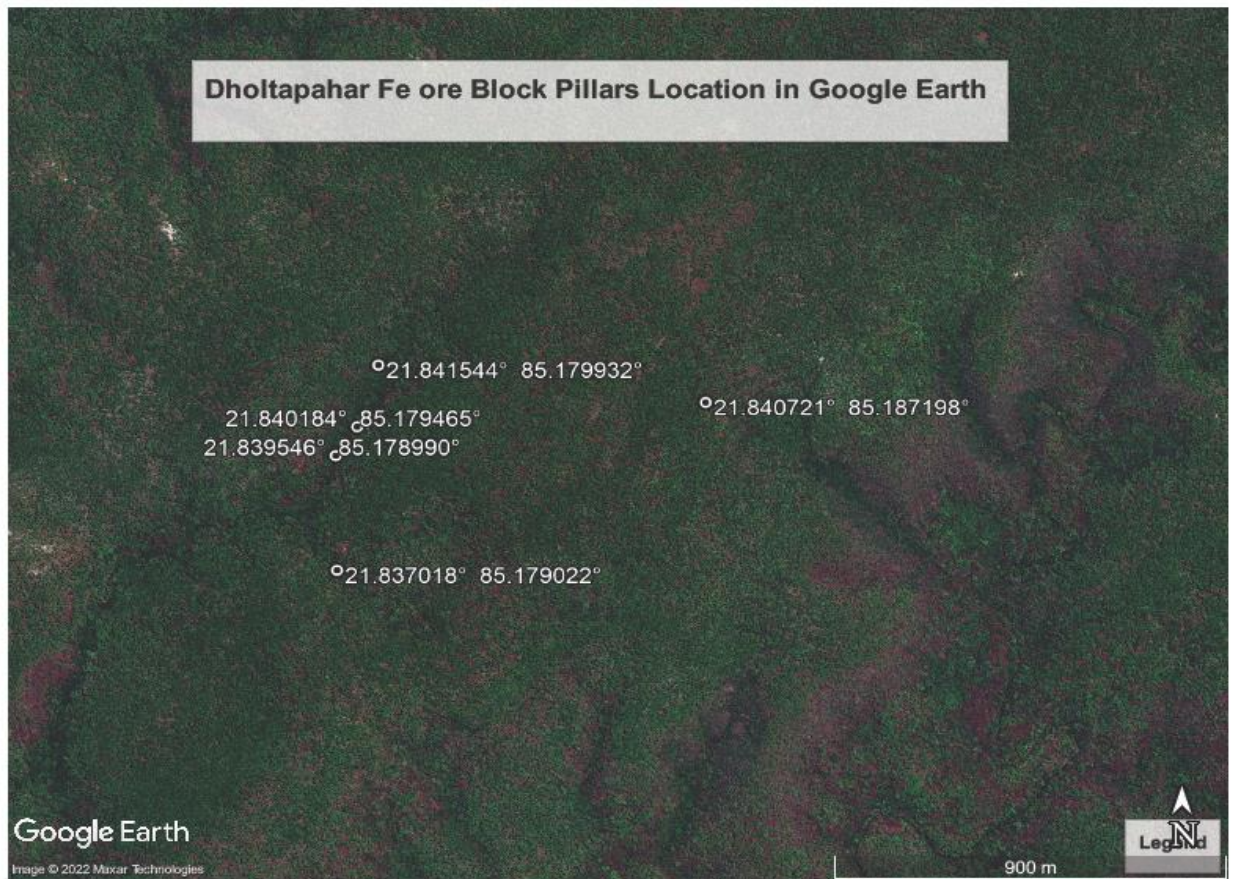 Dholtapahar Fe ore Block Pillars Location in Google Earth
21.841544° 85.179932°
21.840721° 85.187198°
21.840184° 85.179465°
21.839546° 85.178990°
21.837018° 85.179022°
Google Earth
Image © 2022 Maxar Technologies
900 m
N